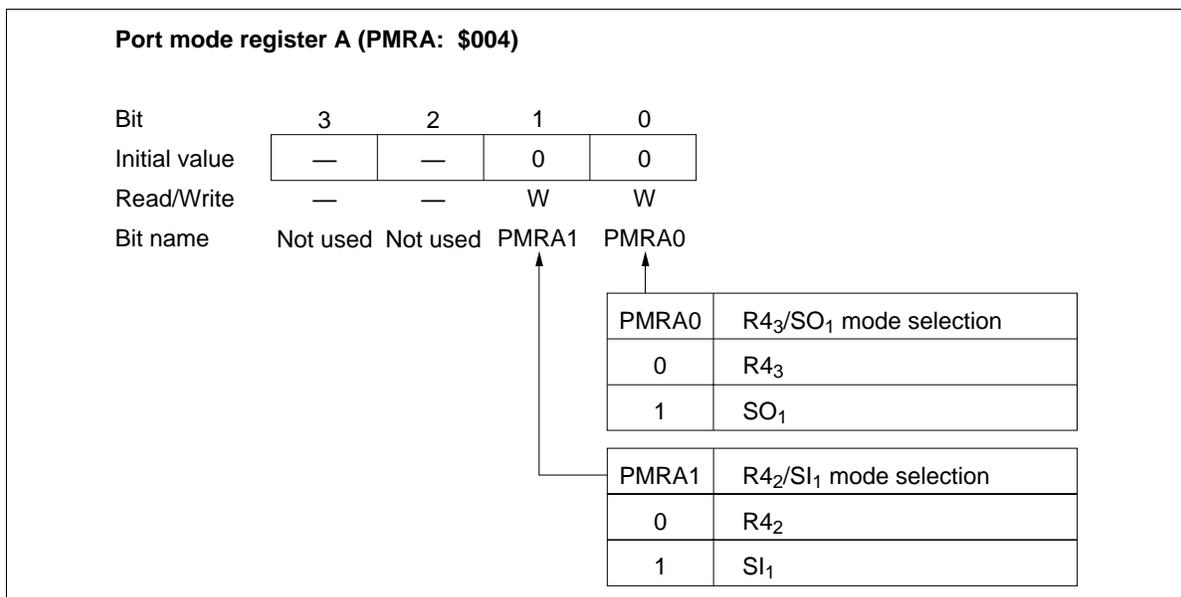 Port mode register A (PMRA: $004)
Bit 3 2 1 0
Initial value — — 0 0
Read/Write — — W W
Bit name Not used Not used PMRA1 PMRA0
PMRA0 R4₃/SO₁ mode selection
0 R4₃
1 SO₁
PMRA1 R4₂/SI₁ mode selection
0 R4₂
1 SI₁